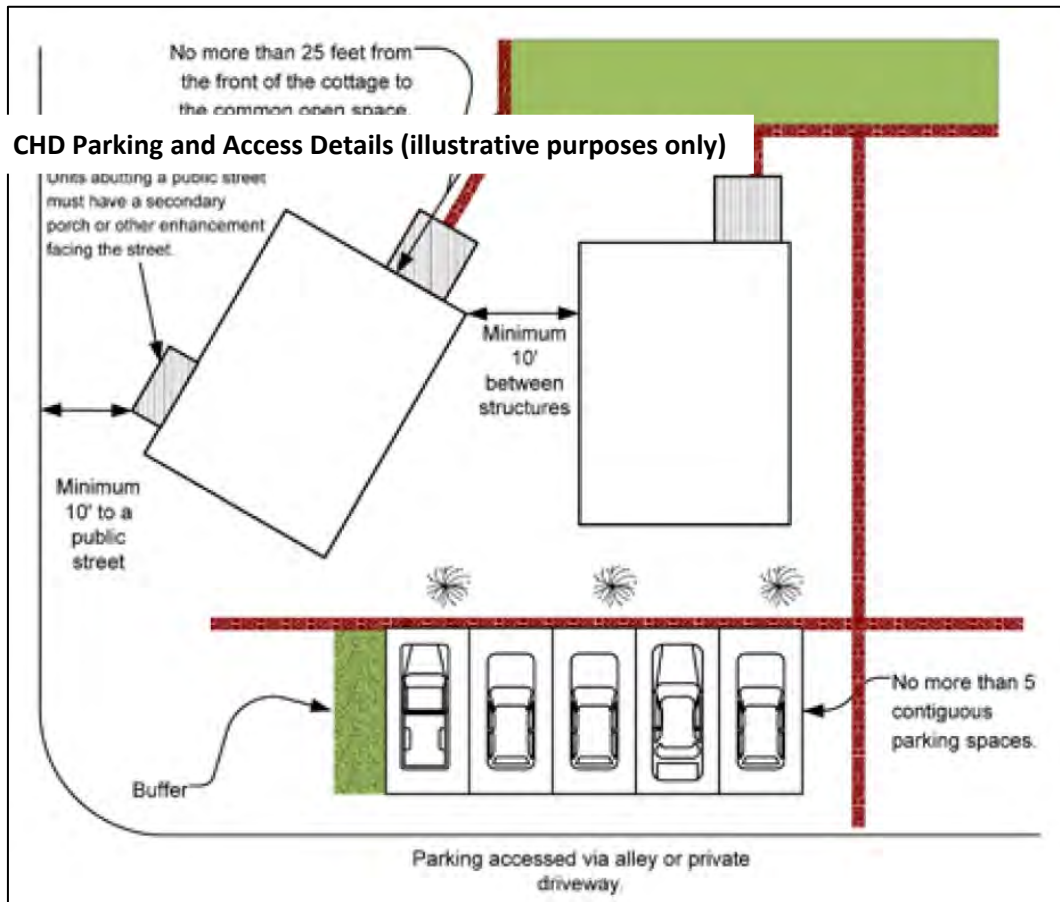 No more than 25 feet from
the front of the cottage to
the common open space.
CHD Parking and Access Details (illustrative purposes only)
Units abutting a public street
must have a secondary
porch or other enhancement
facing the street.
Minimum
10'
between
structures
Minimum
10' to a
public
street
No more than 5
contiguous
parking spaces.
Buffer
Parking accessed via alley or private
driveway